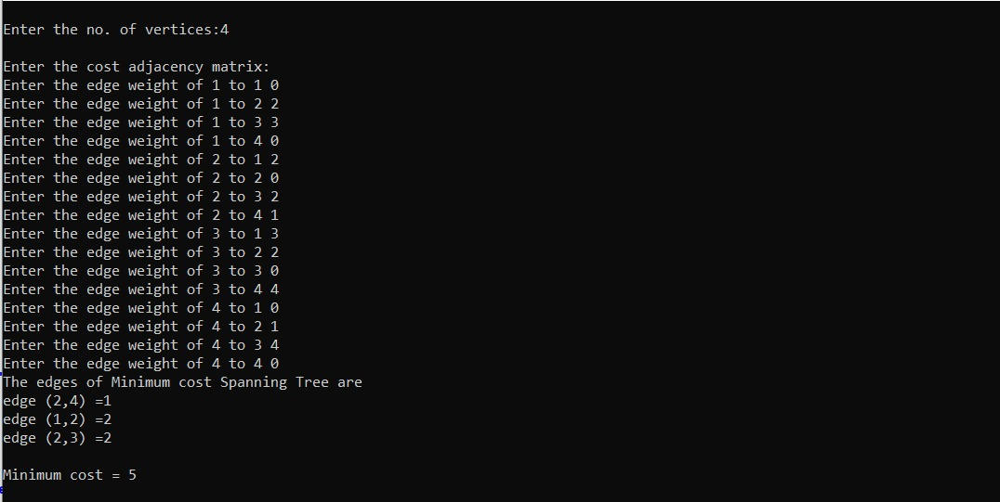 Enter the no. of vertices:4
Enter the cost adjacency matrix:
Enter the edge weight of 1 to 1 0
Enter the edge weight of 1 to 2 2
Enter the edge weight of 1 to 3 3
Enter the edge weight of 1 to 4 0
Enter the edge weight of 2 to 1 2
Enter the edge weight of 2 to 2 0
Enter the edge weight of 2 to 3 2
Enter the edge weight of 2 to 4 1
Enter the edge weight of 3 to 1 3
Enter the edge weight of 3 to 2 2
Enter the edge weight of 3 to 3 0
Enter the edge weight of 3 to 4 4
Enter the edge weight of 4 to 1 0
Enter the edge weight of 4 to 2 1
Enter the edge weight of 4 to 3 4
Enter the edge weight of 4 to 4 0
The edges of Minimum cost Spanning Tree are
edge (2,4) =1
edge (1,2) =2
edge (2,3) =2
Minimum cost = 5